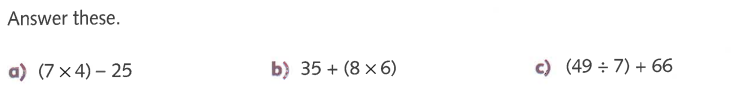 Answer these.
a) (7 × 4) – 25 b) 35 + (8 × 6) c) (49 ÷ 7) + 66